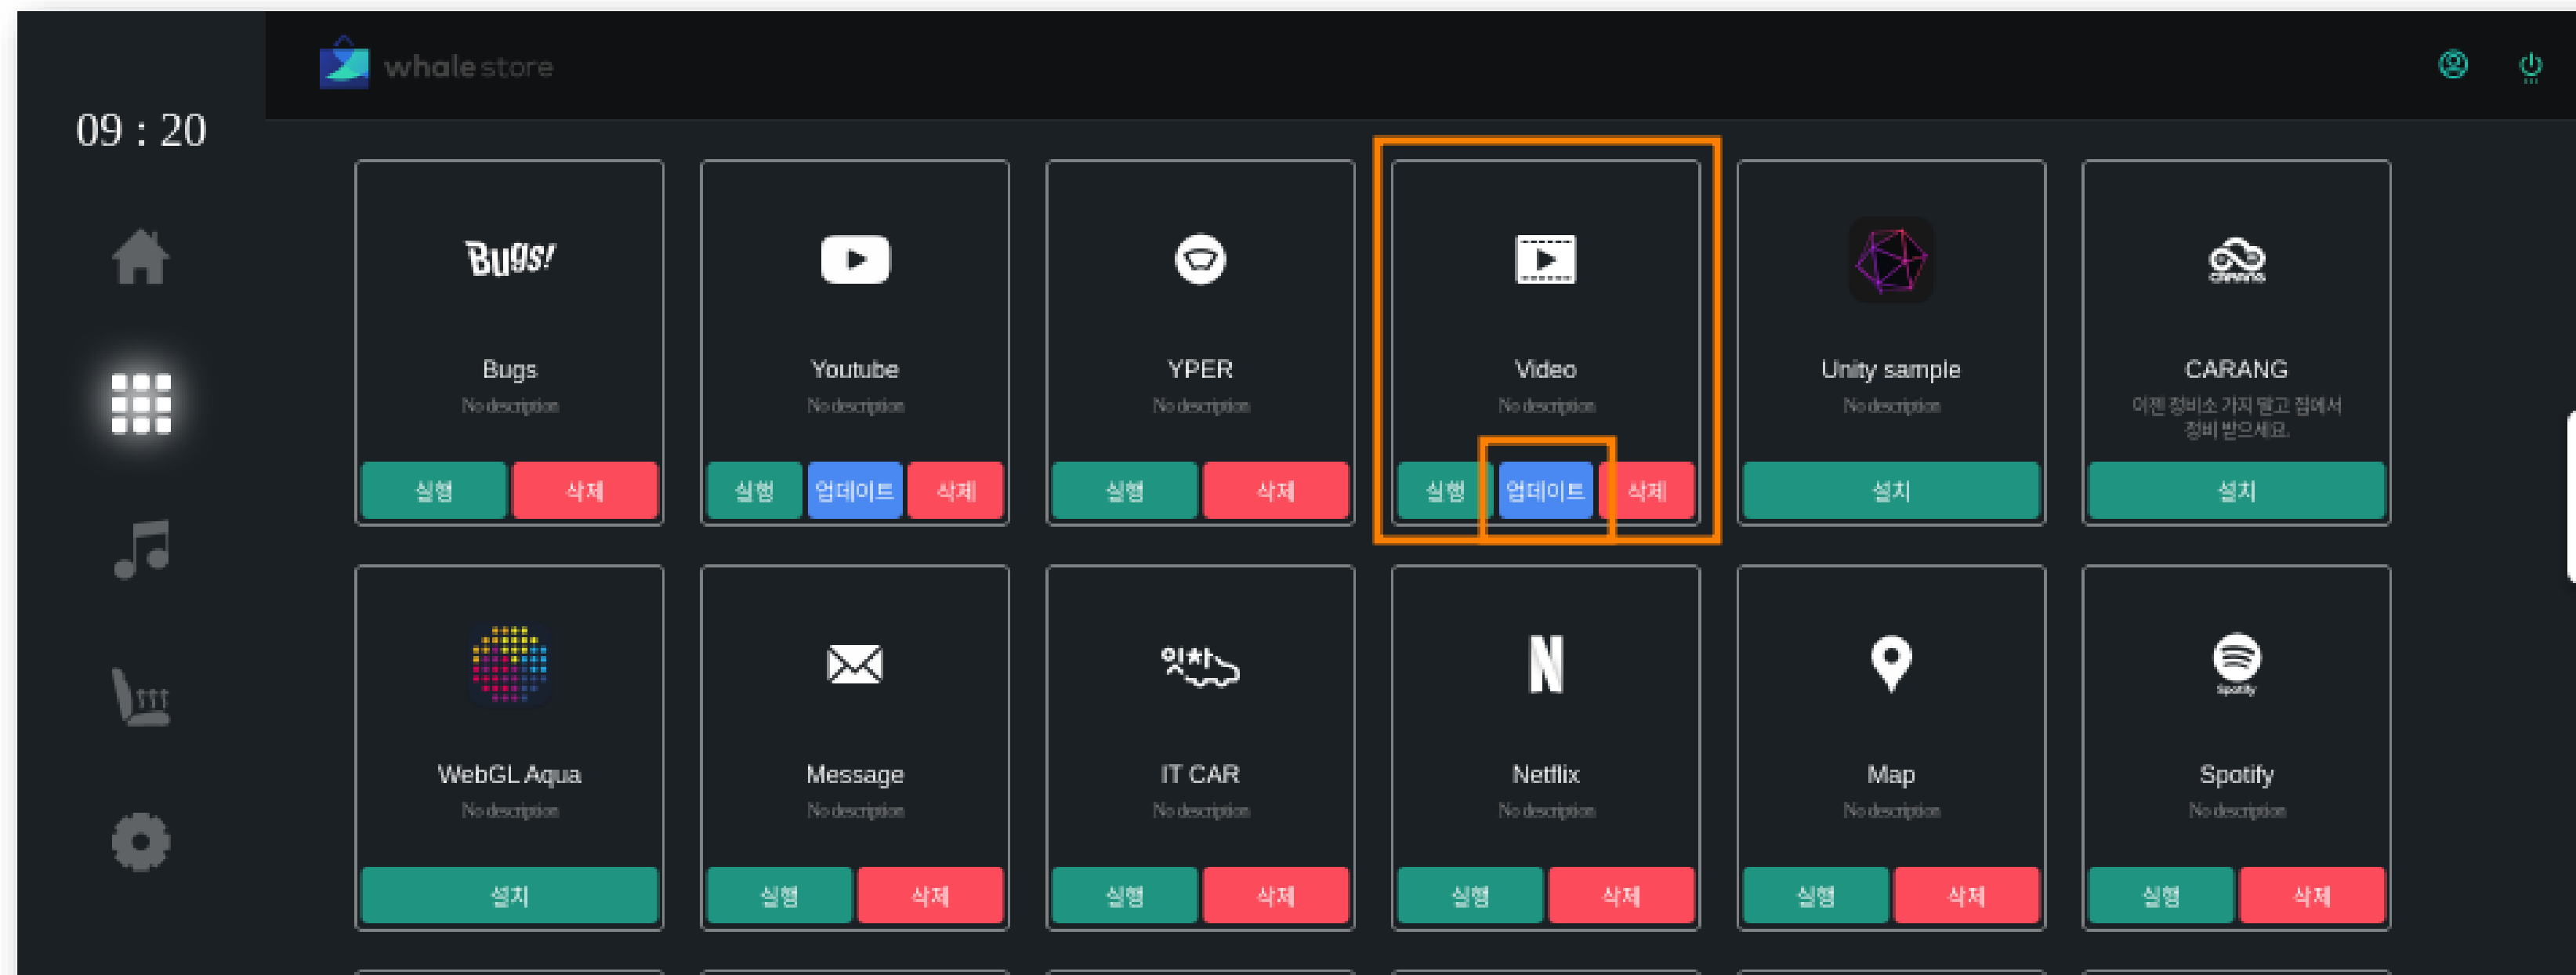 whale store
09 : 20
Bugs!
CARANG
Bugs
Youtube
YPER
Video
Unity sample
CARANG
No description
No description
No description
No description
No description
이젠 정비소 가지 말고 집에서
정비 받으세요.
실행 삭제
실행 업데이트 삭제
실행 삭제
실행 업데이트 삭제
설치
설치
잇차
N
Spotify
WebGL Aqua
Message
IT CAR
Netflix
Map
Spotify
No description
No description
No description
No description
No description
No description
설치
실행 삭제
실행 삭제
실행 삭제
실행 삭제
실행 삭제